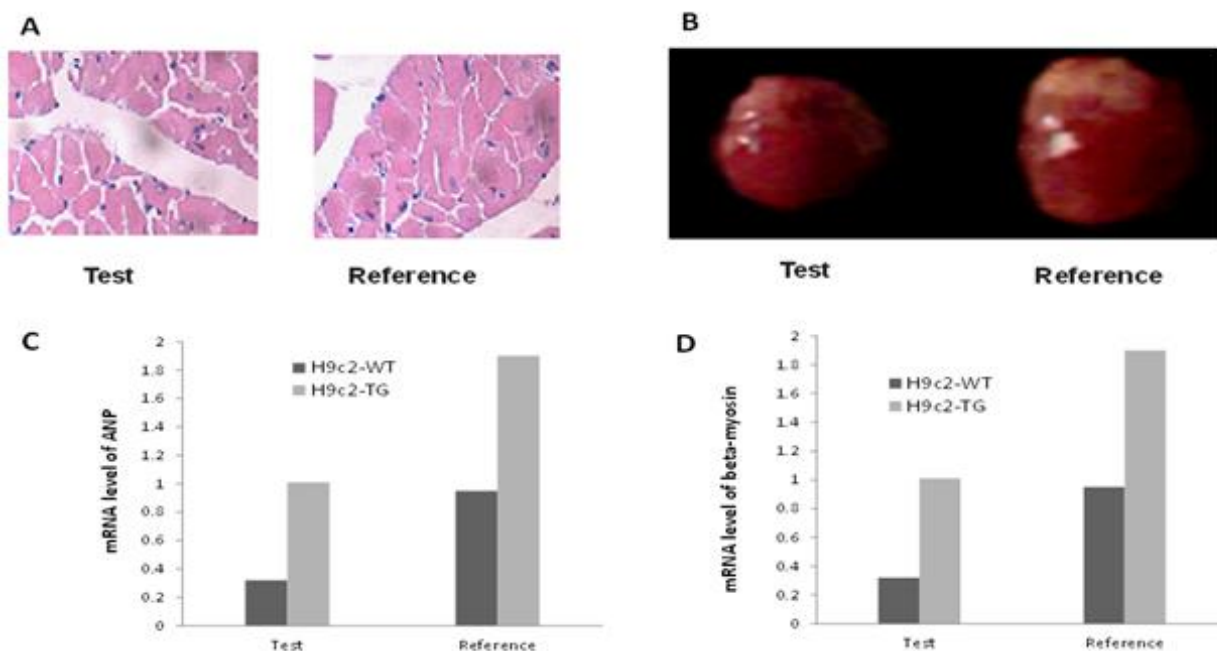 A
Test
Reference
B
Test
Reference
C
mRNA level of ANP
2
1.8
1.6
1.4
1.2
1
0.8
0.6
0.4
0.2
0
H9c2-WT
H9c2-TG
Test
Reference
D
mRNA level of beta-myosin
2
1.8
1.6
1.4
1.2
1
0.8
0.6
0.4
0.2
0
H9c2-WT
H9c2-TG
Test
Reference